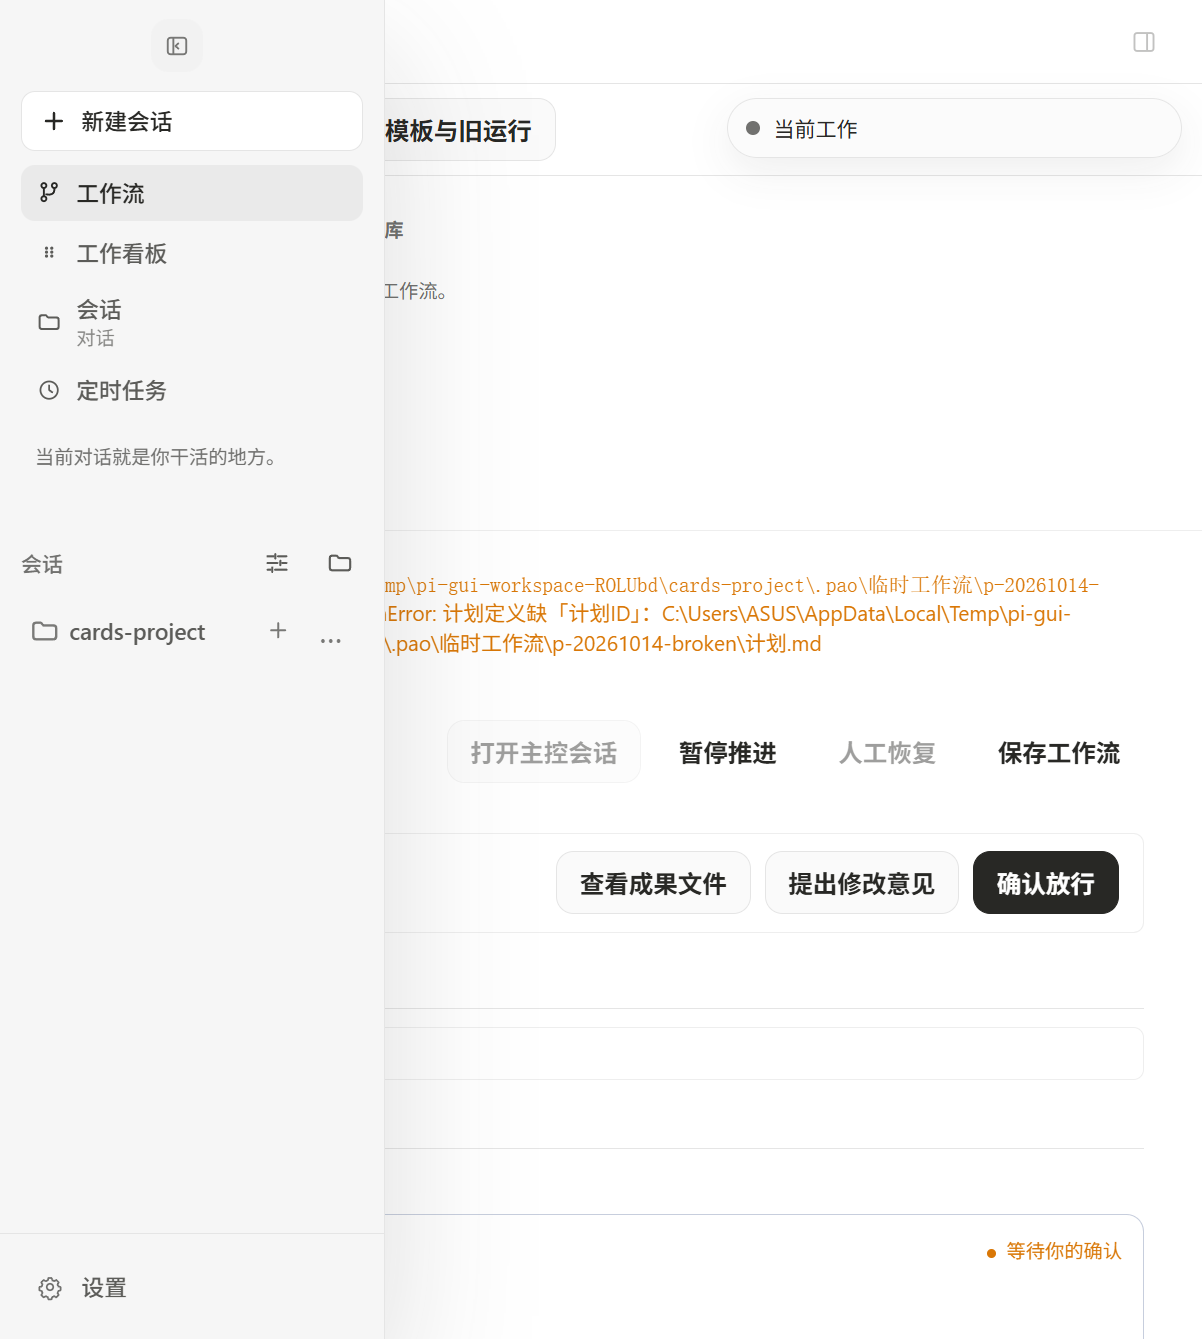 新建会话
工作流
工作看板
会话
对话
定时任务
当前对话就是你干活的地方。
会话
cards-project
设置
模板与旧运行
当前工作
库
工作流。
mp\pi-gui-workspace-ROLUbd\cards-project\.pao\临时工作流\p-20261014-
Error: 计划定义缺「计划ID」：C:\Users\ASUS\AppData\Local\Temp\pi-gui-
\.pao\临时工作流\p-20261014-broken\计划.md
打开主控会话 暂停推进 人工恢复 保存工作流
查看成果文件 提出修改意见 确认放行
等待你的确认